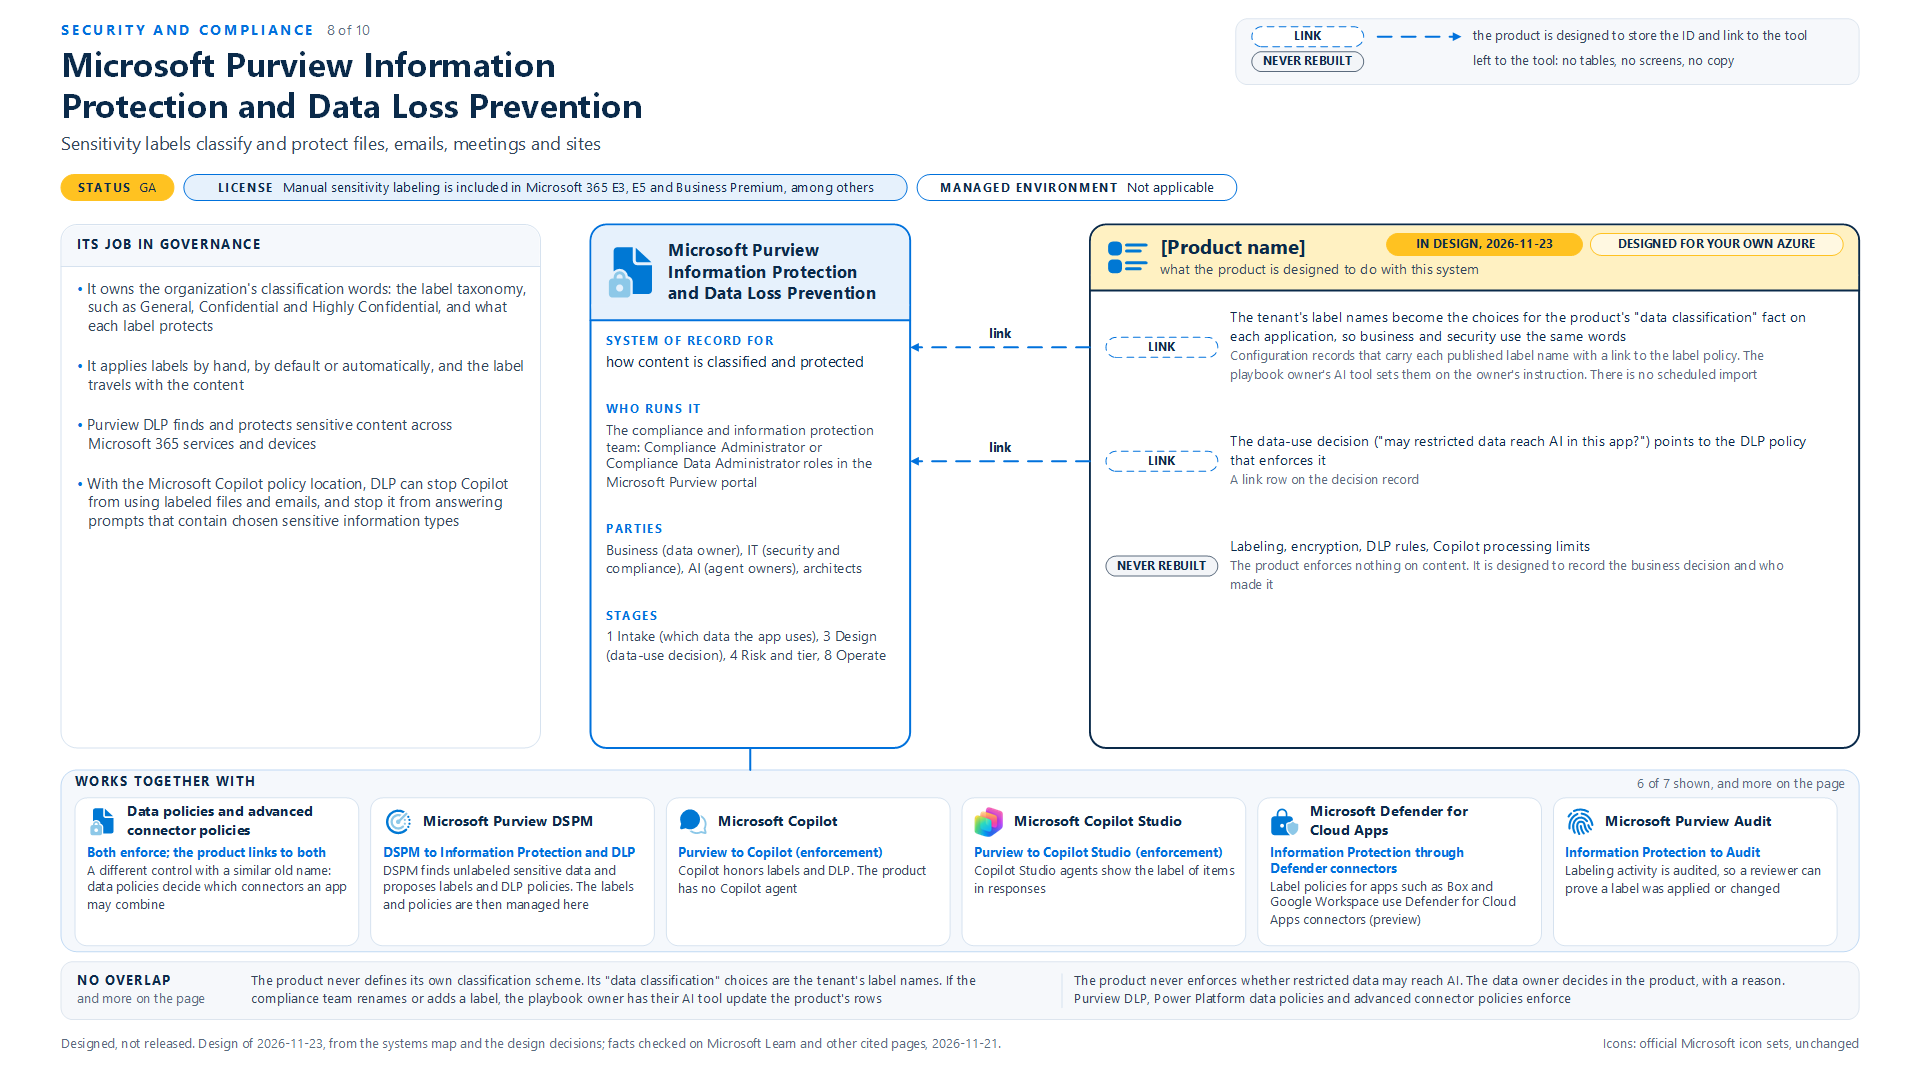 SECURITY AND COMPLIANCE 8 of 10
Microsoft Purview Information
Protection and Data Loss Prevention
Sensitivity labels classify and protect files, emails, meetings and sites
LINK the product is designed to store the ID and link to the tool
NEVER REBUILT left to the tool: no tables, no screens, no copy
STATUS GA
LICENSE Manual sensitivity labeling is included in Microsoft 365 E3, E5 and Business Premium, among others
MANAGED ENVIRONMENT Not applicable
ITS JOB IN GOVERNANCE
• It owns the organization's classification words: the label taxonomy,
such as General, Confidential and Highly Confidential, and what
each label protects
• It applies labels by hand, by default or automatically, and the label
travels with the content
• Purview DLP finds and protects sensitive content across
Microsoft 365 services and devices
• With the Microsoft Copilot policy location, DLP can stop Copilot
from using labeled files and emails, and stop it from answering
prompts that contain chosen sensitive information types
Microsoft Purview
Information Protection
and Data Loss Prevention
SYSTEM OF RECORD FOR
how content is classified and protected
WHO RUNS IT
The compliance and information protection
team: Compliance Administrator or
Compliance Data Administrator roles in the
Microsoft Purview portal
PARTIES
Business (data owner), IT (security and
compliance), AI (agent owners), architects
STAGES
1 Intake (which data the app uses), 3 Design
(data-use decision), 4 Risk and tier, 8 Operate
link
link
[Product name]
IN DESIGN, 2026-11-23
DESIGNED FOR YOUR OWN AZURE
what the product is designed to do with this system
LINK
The tenant's label names become the choices for the product's "data classification" fact on
each application, so business and security use the same words
Configuration records that carry each published label name with a link to the label policy. The
playbook owner's AI tool sets them on the owner's instruction. There is no scheduled import
LINK
The data-use decision ("may restricted data reach AI in this app?") points to the DLP policy
that enforces it
A link row on the decision record
NEVER REBUILT
Labeling, encryption, DLP rules, Copilot processing limits
The product enforces nothing on content. It is designed to record the business decision and who
made it
WORKS TOGETHER WITH
6 of 7 shown, and more on the page
Data policies and advanced
connector policies
Both enforce; the product links to both
A different control with a similar old name:
data policies decide which connectors an app
may combine
Microsoft Purview DSPM
DSPM to Information Protection and DLP
DSPM finds unlabeled sensitive data and
proposes labels and DLP policies. The labels
and policies are then managed here
Microsoft Copilot
Purview to Copilot (enforcement)
Copilot honors labels and DLP. The product
has no Copilot agent
Microsoft Copilot Studio
Purview to Copilot Studio (enforcement)
Copilot Studio agents show the label of items
in responses
Microsoft Defender for
Cloud Apps
Information Protection through
Defender connectors
Label policies for apps such as Box and
Google Workspace use Defender for Cloud
Apps connectors (preview)
Microsoft Purview Audit
Information Protection to Audit
Labeling activity is audited, so a reviewer can
prove a label was applied or changed
NO OVERLAP
and more on the page
The product never defines its own classification scheme. Its "data classification" choices are the tenant's label names. If the
compliance team renames or adds a label, the playbook owner has their AI tool update the product's rows
The product never enforces whether restricted data may reach AI. The data owner decides in the product, with a reason.
Purview DLP, Power Platform data policies and advanced connector policies enforce
Designed, not released. Design of 2026-11-23, from the systems map and the design decisions; facts checked on Microsoft Learn and other cited pages, 2026-11-21.
Icons: official Microsoft icon sets, unchanged